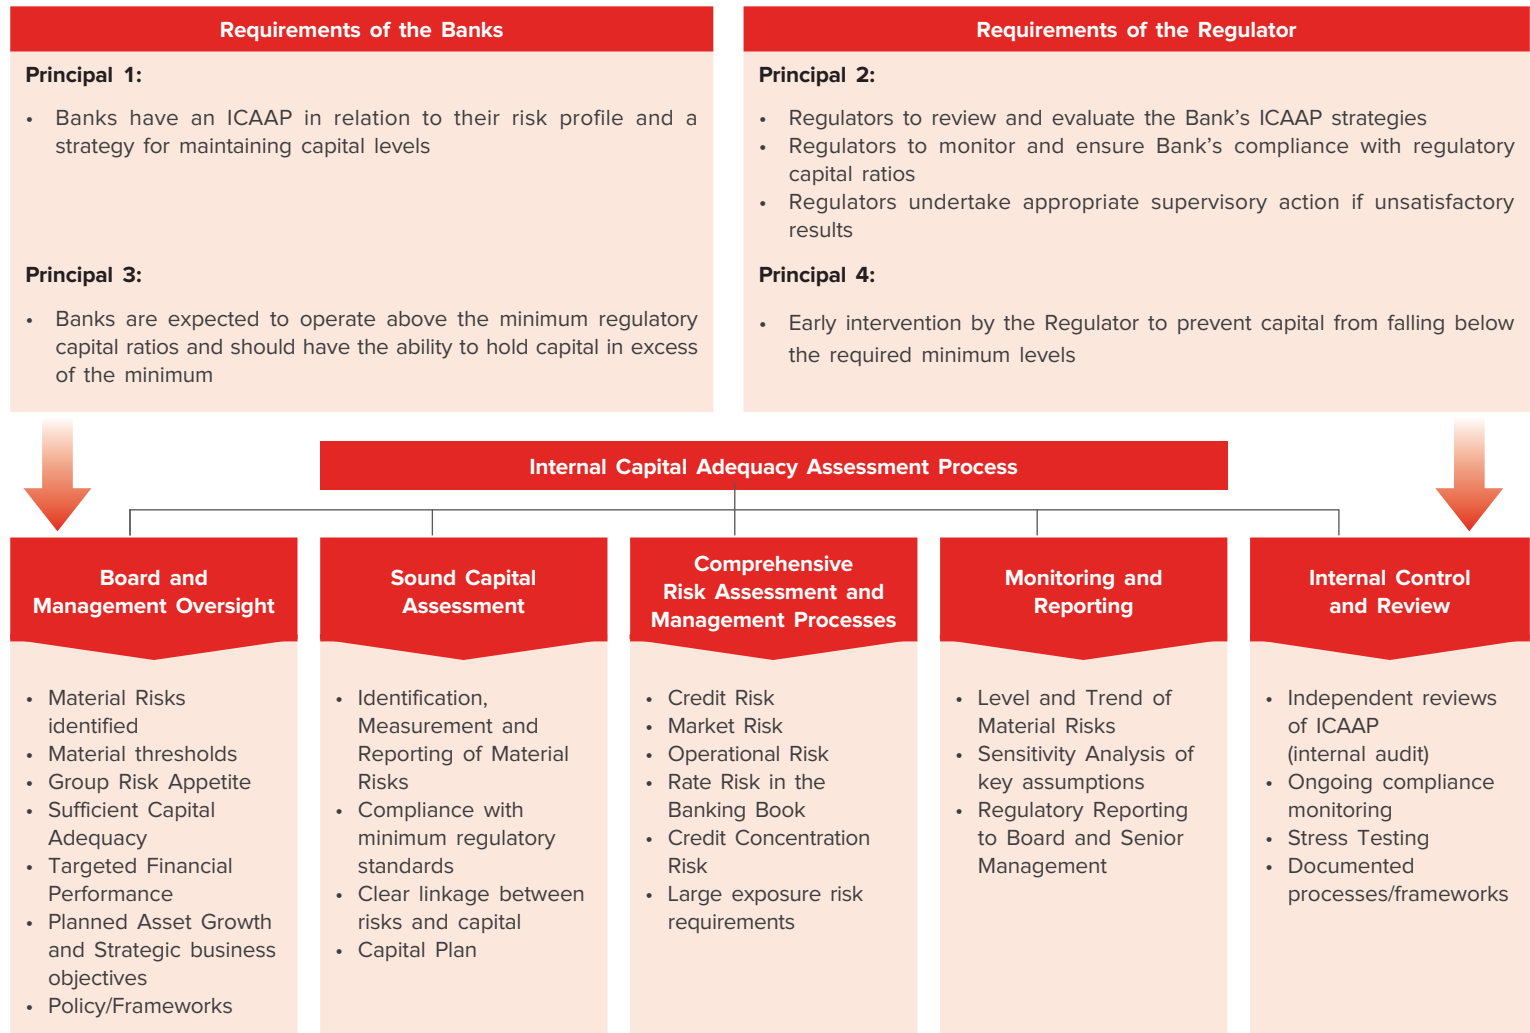 Requirements of the Banks
Principal 1:
• Banks have an ICAAP in relation to their risk profile and a
strategy for maintaining capital levels
Principal 3:
• Banks are expected to operate above the minimum regulatory
capital ratios and should have the ability to hold capital in excess
of the minimum
Requirements of the Regulator
Principal 2:
• Regulators to review and evaluate the Bank's ICAAP strategies
• Regulators to monitor and ensure Bank's compliance with regulatory
capital ratios
• Regulators undertake appropriate supervisory action if unsatisfactory
results
Principal 4:
• Early intervention by the Regulator to prevent capital from falling below
the required minimum levels
Internal Capital Adequacy Assessment Process
Board and
Management Oversight
• Material Risks
identified
• Material thresholds
• Group Risk Appetite
• Sufficient Capital
Adequacy
• Targeted Financial
Performance
• Planned Asset Growth
and Strategic business
objectives
• Policy/Frameworks
Sound Capital
Assessment
• Identification,
Measurement and
Reporting of Material
Risks
• Compliance with
minimum regulatory
standards
• Clear linkage between
risks and capital
• Capital Plan
Comprehensive
Risk Assessment and
Management Processes
• Credit Risk
• Market Risk
• Operational Risk
• Rate Risk in the
Banking Book
• Credit Concentration
Risk
• Large exposure risk
requirements
Monitoring and
Reporting
• Level and Trend of
Material Risks
• Sensitivity Analysis of
key assumptions
• Regulatory Reporting
to Board and Senior
Management
Internal Control
and Review
• Independent reviews
of ICAAP
(internal audit)
• Ongoing compliance
monitoring
• Stress Testing
• Documented
processes/frameworks